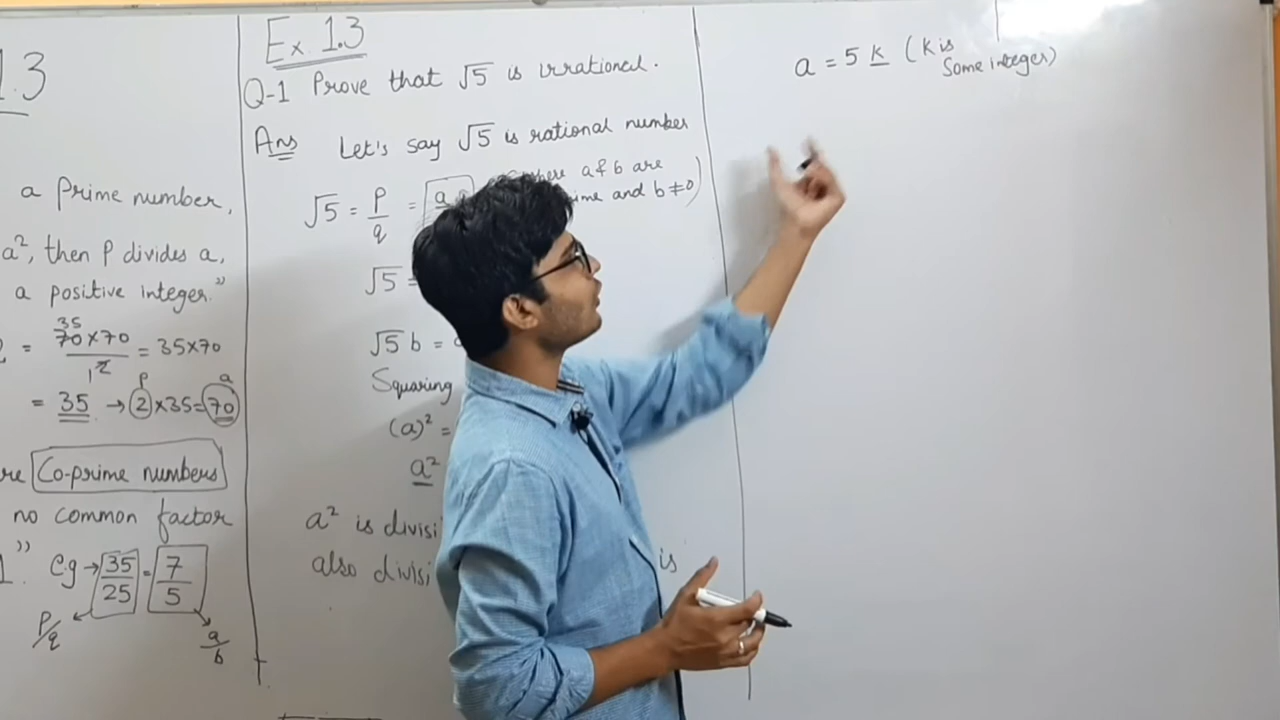 1.3
a Prime number,
a², then P divides a,
a positive integer."
= 35 70×70 / 1 2 = 35×70
= 35 → P 2 ×35= a 70
re Co-prime numbers
no common factor
" 1. e.g → 35/25 = 7/5
P/q a/b
Ex. 1.3
Q-1 Prove that √5 is irrational.
Ans Let's say √5 is rational number
√5 = P/q = a
where a & b are
ime and b ≠ 0)
√5 =
√5 b =
Squaring
(a)² =
a²
a² is divisi
also divisi is
a = 5 k (k is
Some integer)